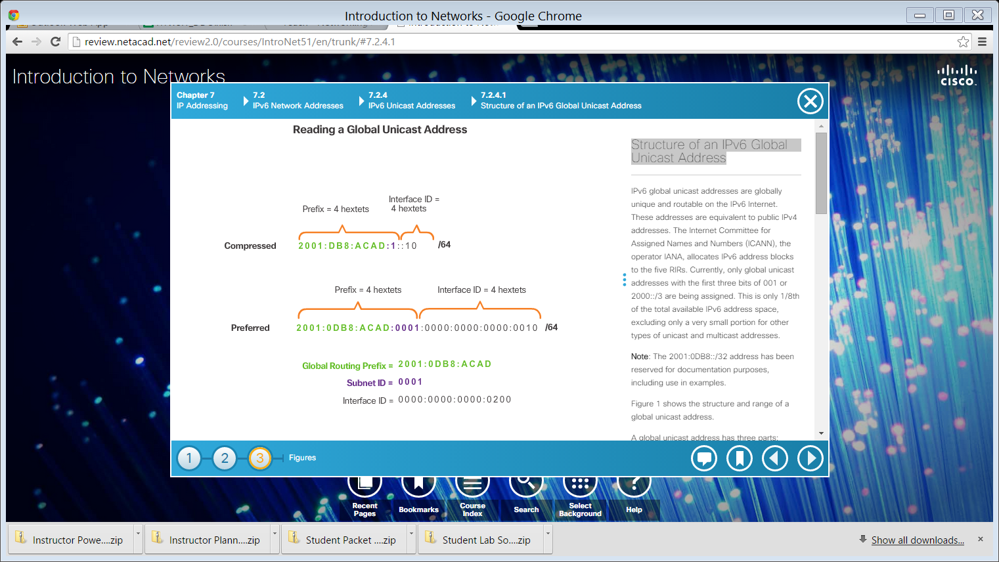 Introduction to Networks - Google Chrome
review.netacad.net/review2.0/courses/IntroNet51/en/trunk/#7.2.4.1
Introduction to Networks
CISCO
Chapter 7
IP Addressing
7.2
IPv6 Network Addresses
7.2.4
IPv6 Unicast Addresses
7.2.4.1
Structure of an IPv6 Global Unicast Address
Reading a Global Unicast Address
Interface ID =
4 hextets
Prefix = 4 hextets
Compressed 2001:DB8:ACAD:1::10 /64
Prefix = 4 hextets Interface ID = 4 hextets
Preferred 2001:0DB8:ACAD:0001:0000:0000:0000:0010 /64
Global Routing Prefix = 2001:0DB8:ACAD
Subnet ID = 0001
Interface ID = 0000:0000:0000:0200
Structure of an IPv6 Global
Unicast Address
IPv6 global unicast addresses are globally
unique and routable on the IPv6 Internet.
These addresses are equivalent to public IPv4
addresses. The Internet Committee for
Assigned Names and Numbers (ICANN), the
operator IANA, allocates IPv6 address blocks
to the five RIRs. Currently, only global unicast
addresses with the first three bits of 001 or
2000::/3 are being assigned. This is only 1/8th
of the total available IPv6 address space,
excluding only a very small portion for other
types of unicast and multicast addresses.
Note: The 2001:0DB8::/32 address has been
reserved for documentation purposes,
including use in examples.
Figure 1 shows the structure and range of a
global unicast address.
A global unicast address has three parts:
1 2 3 Figures
Recent
Pages
Bookmarks
Course
Index
Search
Select
Background
Help
Instructor Powe....zip
Instructor Plann....zip
Student Packet ....zip
Student Lab So....zip
Show all downloads...